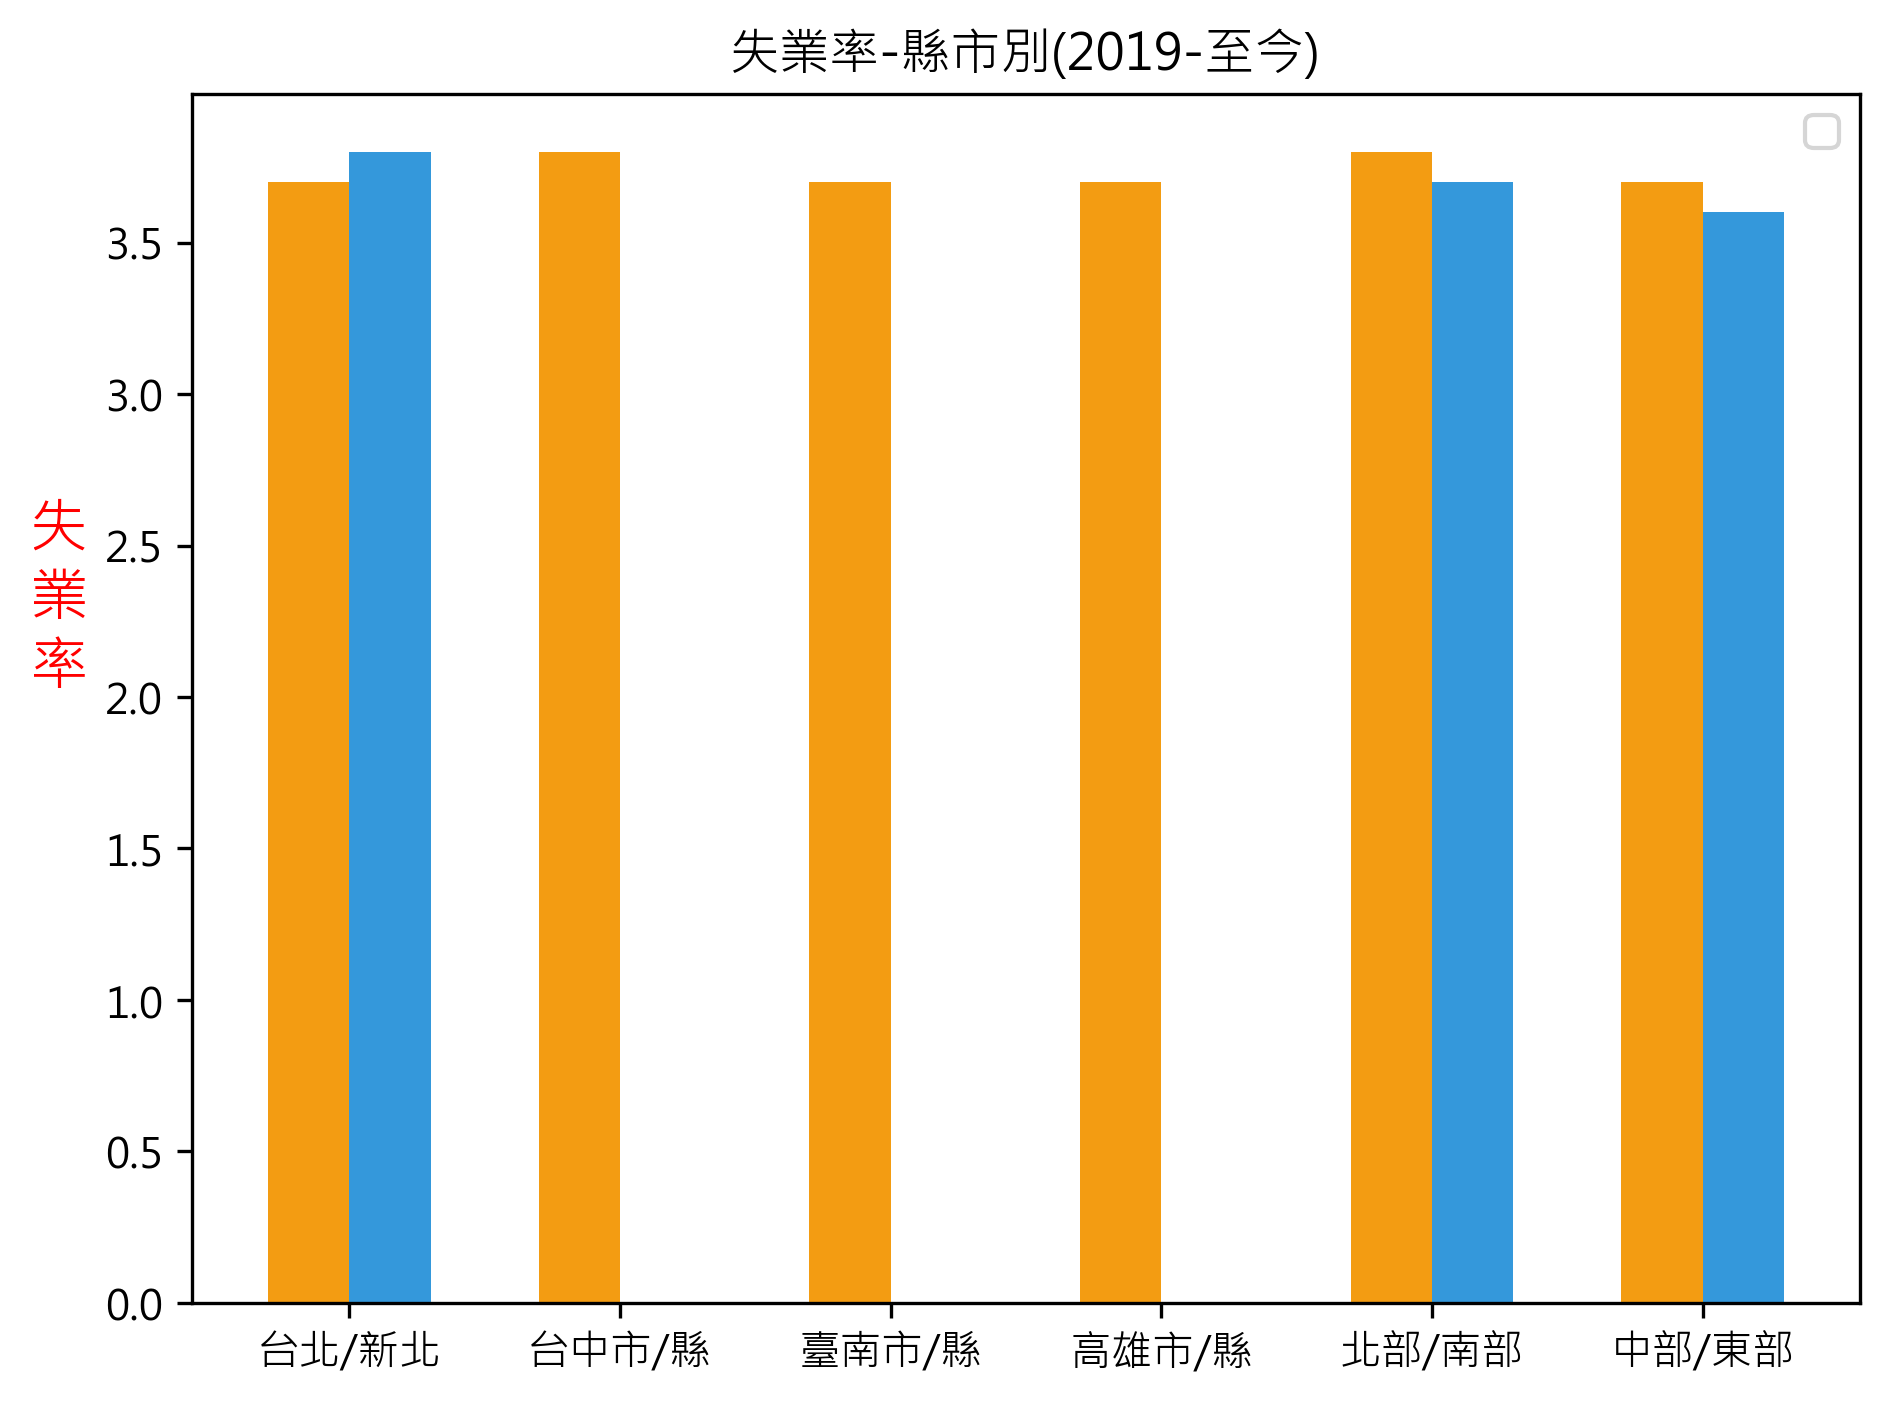 失業率-縣市別(2019-至今)
失
業
率
3.5
3.0
2.5
2.0
1.5
1.0
0.5
0.0
台北/新北
台中市/縣
臺南市/縣
高雄市/縣
北部/南部
中部/東部